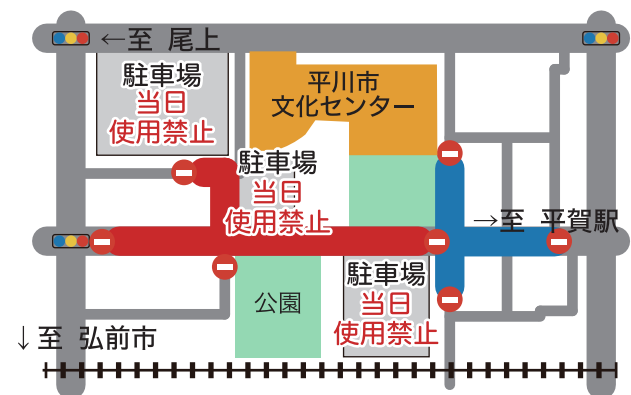 ←至 尾上
駐車場
当日
使用禁止
平川市
文化センター
駐車場
当日
使用禁止
→至 平賀駅
公園
駐車場
当日
使用禁止
↓至 弘前市